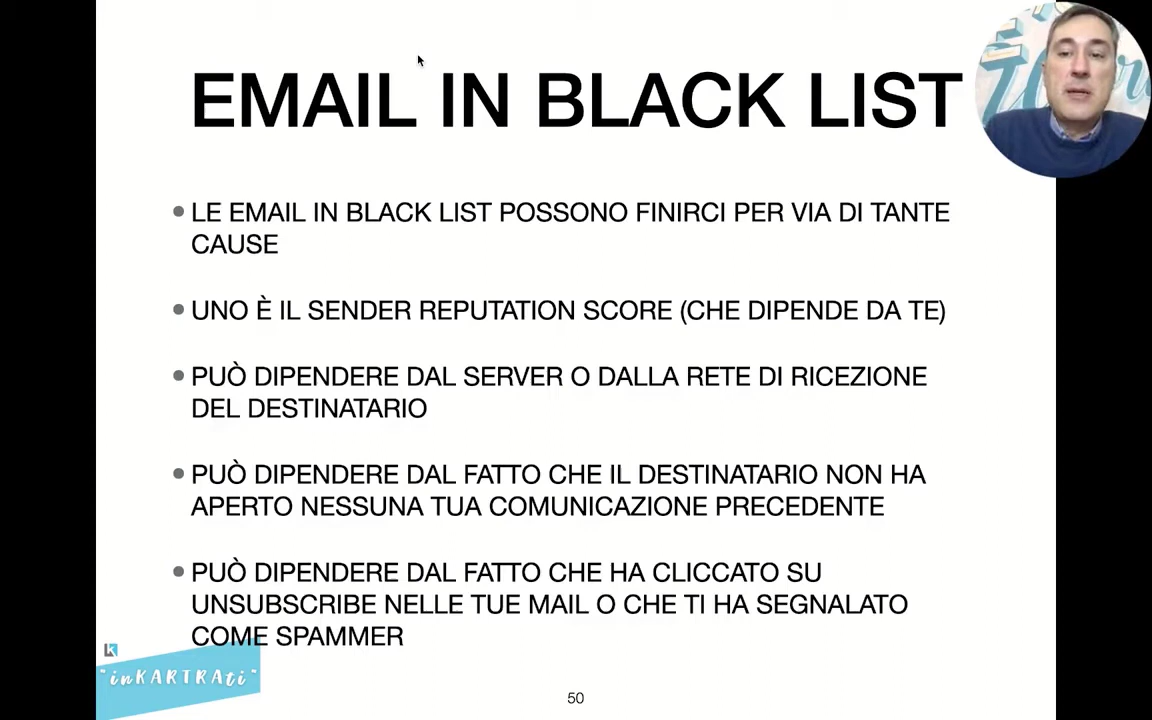 EMAIL IN BLACK LIST
LE EMAIL IN BLACK LIST POSSONO FINIRCI PER VIA DI TANTE
CAUSE
UNO È IL SENDER REPUTATION SCORE (CHE DIPENDE DA TE)
PUÒ DIPENDERE DAL SERVER O DALLA RETE DI RICEZIONE
DEL DESTINATARIO
PUÒ DIPENDERE DAL FATTO CHE IL DESTINATARIO NON HA
APERTO NESSUNA TUA COMUNICAZIONE PRECEDENTE
PUÒ DIPENDERE DAL FATTO CHE HA CLICCATO SU
UNSUBSCRIBE NELLE TUE MAIL O CHE TI HA SEGNALATO
COME SPAMMER
K
"inKARTRAti"
50